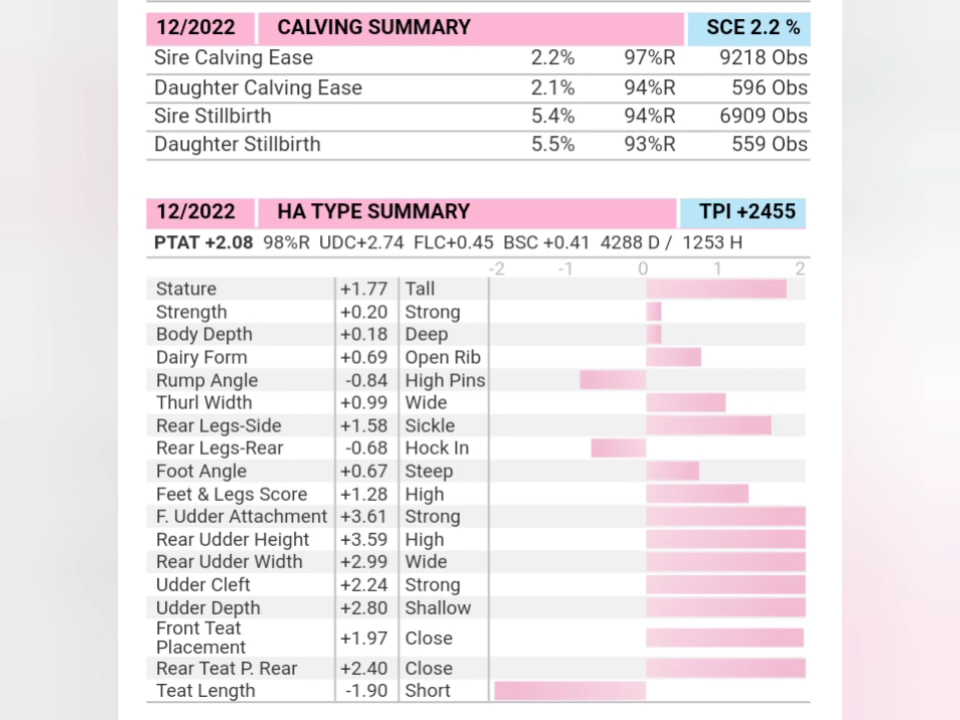 12/2022 CALVING SUMMARY SCE 2.2 %
Sire Calving Ease 2.2% 97%R 9218 Obs
Daughter Calving Ease 2.1% 94%R 596 Obs
Sire Stillbirth 5.4% 94%R 6909 Obs
Daughter Stillbirth 5.5% 93%R 559 Obs
12/2022 HA TYPE SUMMARY TPI +2455
PTAT +2.08 98%R UDC+2.74 FLC+0.45 BSC +0.41 4288 D / 1253 H
-2 -1 0 1 2
Stature +1.77 Tall
Strength +0.20 Strong
Body Depth +0.18 Deep
Dairy Form +0.69 Open Rib
Rump Angle -0.84 High Pins
Thurl Width +0.99 Wide
Rear Legs-Side +1.58 Sickle
Rear Legs-Rear -0.68 Hock In
Foot Angle +0.67 Steep
Feet & Legs Score +1.28 High
F. Udder Attachment +3.61 Strong
Rear Udder Height +3.59 High
Rear Udder Width +2.99 Wide
Udder Cleft +2.24 Strong
Udder Depth +2.80 Shallow
Front Teat
Placement +1.97 Close
Rear Teat P. Rear +2.40 Close
Teat Length -1.90 Short